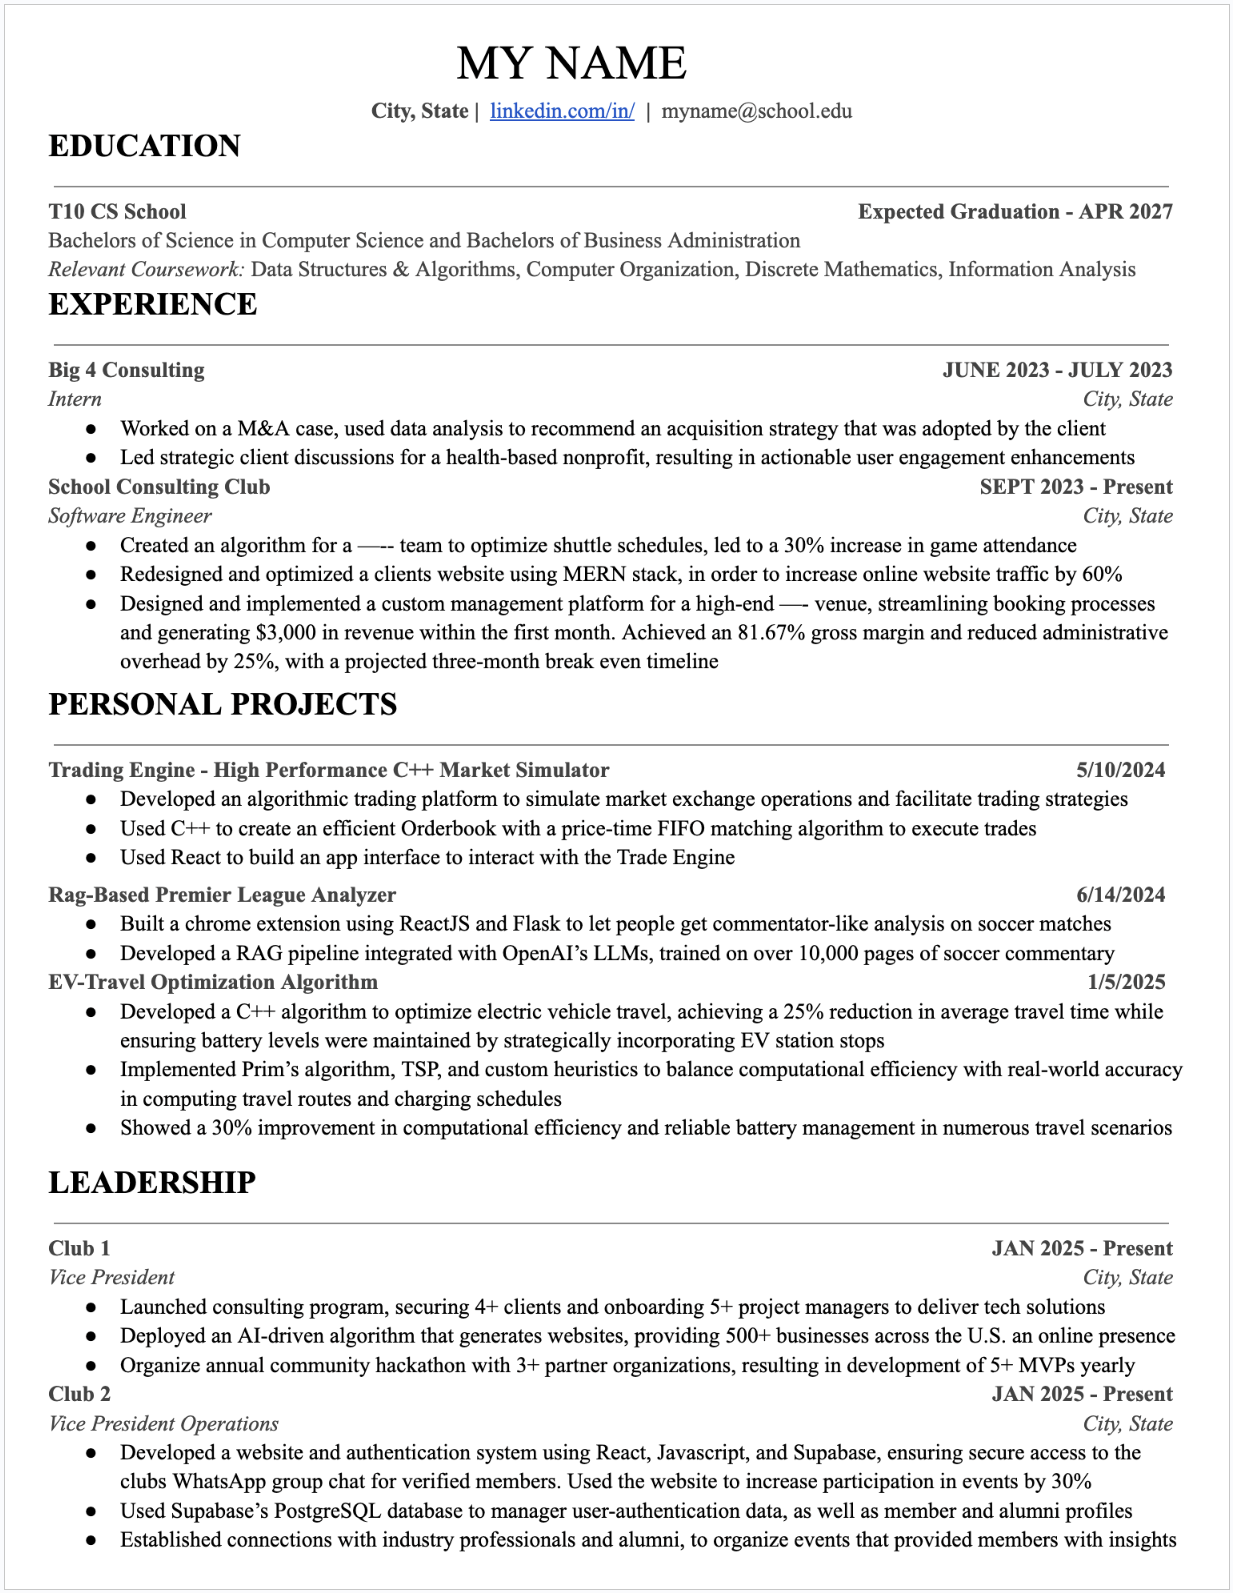 MY NAME
City, State | linkedin.com/in/ | myname@school.edu
EDUCATION
T10 CS School Expected Graduation - APR 2027
Bachelors of Science in Computer Science and Bachelors of Business Administration
Relevant Coursework: Data Structures & Algorithms, Computer Organization, Discrete Mathematics, Information Analysis
EXPERIENCE
Big 4 Consulting JUNE 2023 - JULY 2023
Intern City, State
● Worked on a M&A case, used data analysis to recommend an acquisition strategy that was adopted by the client
● Led strategic client discussions for a health-based nonprofit, resulting in actionable user engagement enhancements
School Consulting Club SEPT 2023 - Present
Software Engineer City, State
● Created an algorithm for a —-- team to optimize shuttle schedules, led to a 30% increase in game attendance
● Redesigned and optimized a clients website using MERN stack, in order to increase online website traffic by 60%
● Designed and implemented a custom management platform for a high-end —- venue, streamlining booking processes
and generating $3,000 in revenue within the first month. Achieved an 81.67% gross margin and reduced administrative
overhead by 25%, with a projected three-month break even timeline
PERSONAL PROJECTS
Trading Engine - High Performance C++ Market Simulator 5/10/2024
● Developed an algorithmic trading platform to simulate market exchange operations and facilitate trading strategies
● Used C++ to create an efficient Orderbook with a price-time FIFO matching algorithm to execute trades
● Used React to build an app interface to interact with the Trade Engine
Rag-Based Premier League Analyzer 6/14/2024
● Built a chrome extension using ReactJS and Flask to let people get commentator-like analysis on soccer matches
● Developed a RAG pipeline integrated with OpenAI’s LLMs, trained on over 10,000 pages of soccer commentary
EV-Travel Optimization Algorithm 1/5/2025
● Developed a C++ algorithm to optimize electric vehicle travel, achieving a 25% reduction in average travel time while
ensuring battery levels were maintained by strategically incorporating EV station stops
● Implemented Prim’s algorithm, TSP, and custom heuristics to balance computational efficiency with real-world accuracy
in computing travel routes and charging schedules
● Showed a 30% improvement in computational efficiency and reliable battery management in numerous travel scenarios
LEADERSHIP
Club 1 JAN 2025 - Present
Vice President City, State
● Launched consulting program, securing 4+ clients and onboarding 5+ project managers to deliver tech solutions
● Deployed an AI-driven algorithm that generates websites, providing 500+ businesses across the U.S. an online presence
● Organize annual community hackathon with 3+ partner organizations, resulting in development of 5+ MVPs yearly
Club 2 JAN 2025 - Present
Vice President Operations City, State
● Developed a website and authentication system using React, Javascript, and Supabase, ensuring secure access to the
clubs WhatsApp group chat for verified members. Used the website to increase participation in events by 30%
● Used Supabase’s PostgreSQL database to manager user-authentication data, as well as member and alumni profiles
● Established connections with industry professionals and alumni, to organize events that provided members with insights